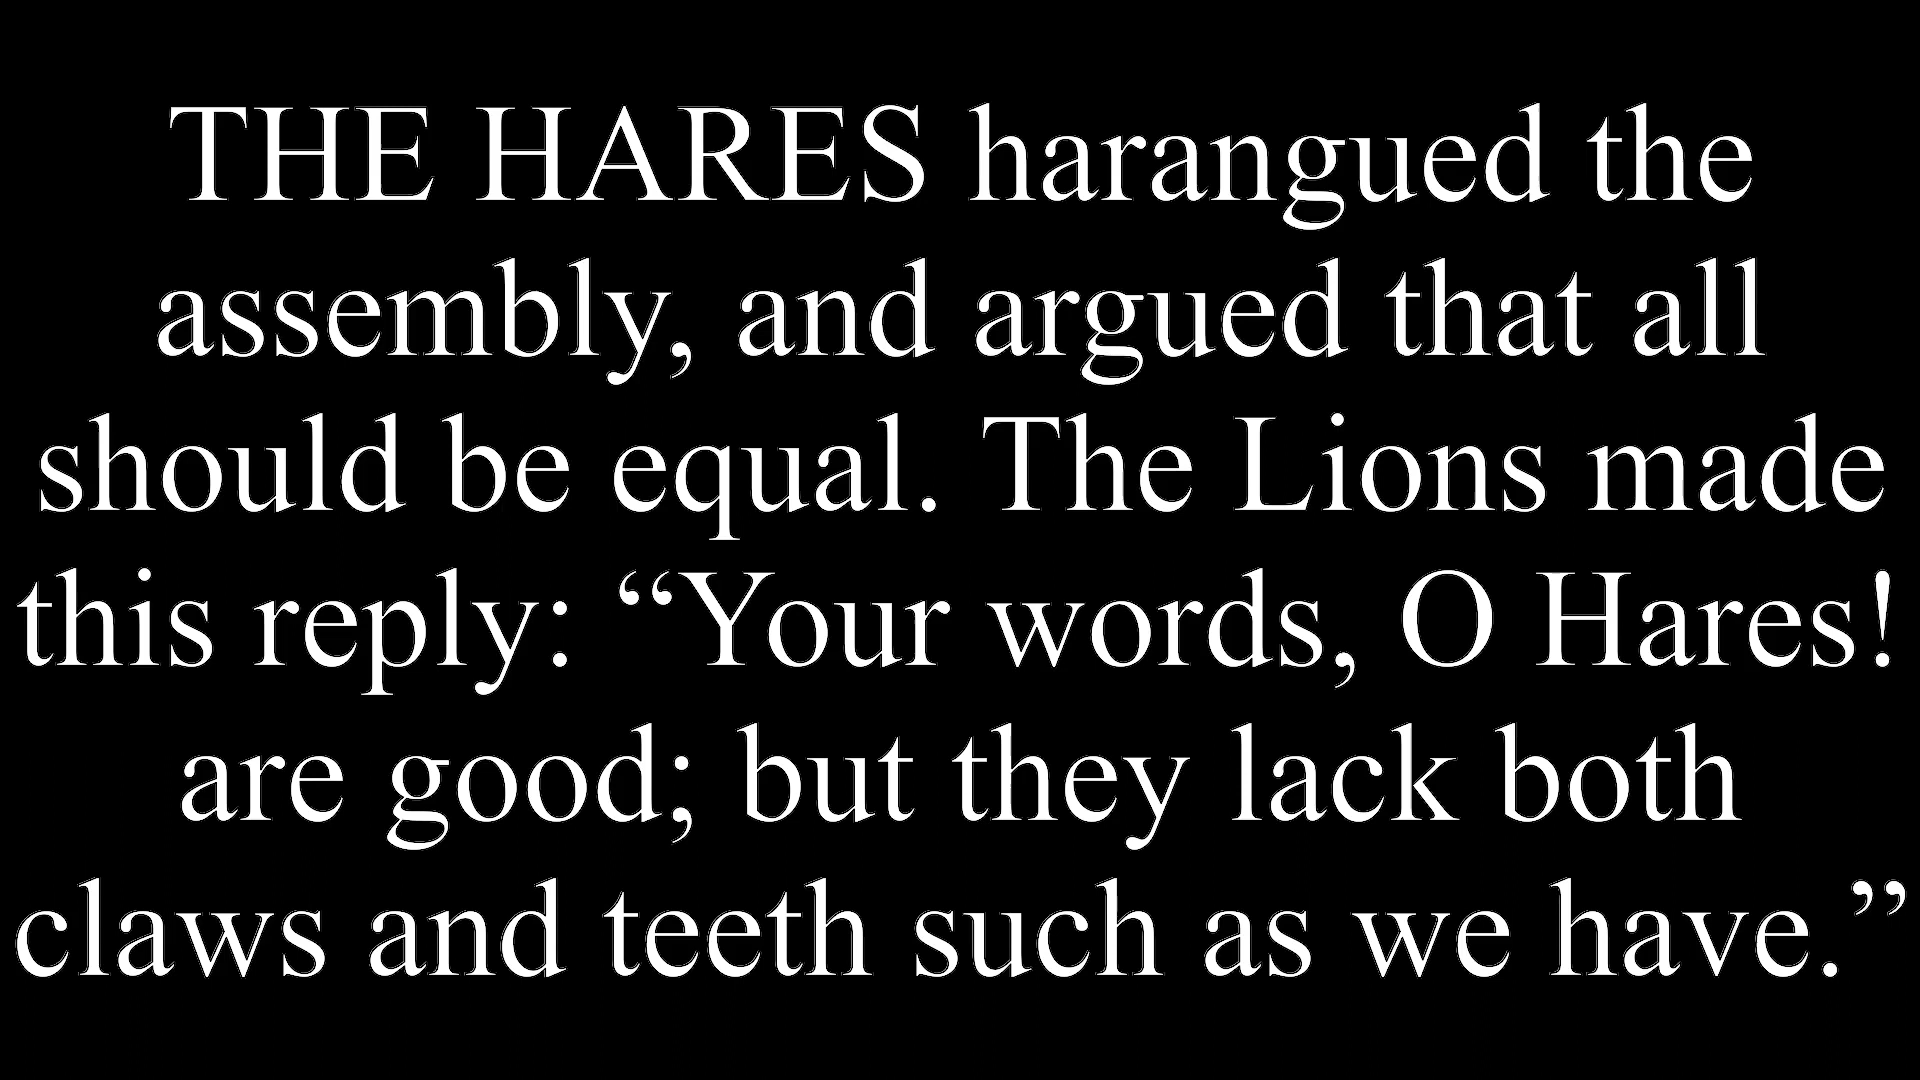 THE HARES harangued the
assembly, and argued that all
should be equal. The Lions made
this reply: “Your words, O Hares!
are good; but they lack both
claws and teeth such as we have.”